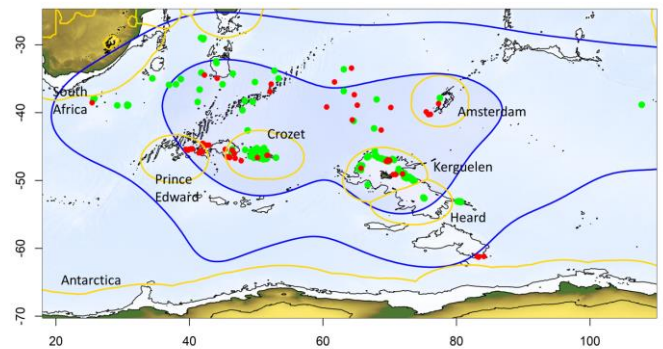 -30
-40
-50
-60
-70
South
Africa
Amsterdam
Crozet
Kerguelen
Prince
Edward
Heard
Antarctica
20 40 60 80 100